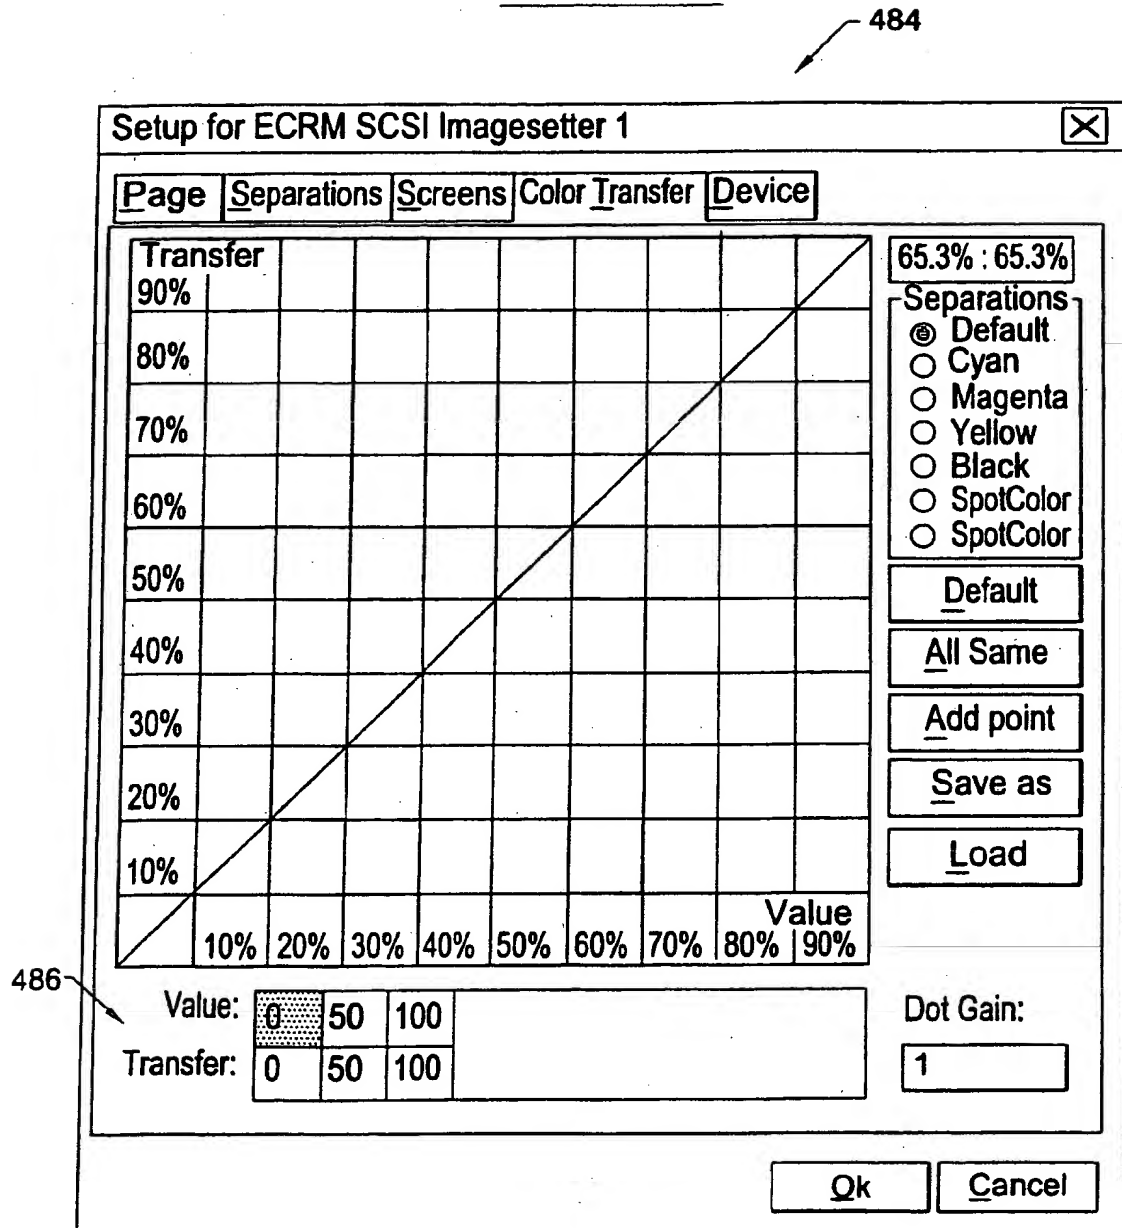 484
Setup for ECRM SCSI Imagesetter 1
Page Separations Screens Color Transfer Device
Transfer
90%
80%
70%
60%
50%
40%
30%
20%
10%
Value
10% 20% 30% 40% 50% 60% 70% 80% 90%
65.3% : 65.3%
Separations
Default
Cyan
Magenta
Yellow
Black
SpotColor
SpotColor
Default
All Same
Add point
Save as
Load
486
Value: 0 50 100
Transfer: 0 50 100
Dot Gain:
1
Ok Cancel